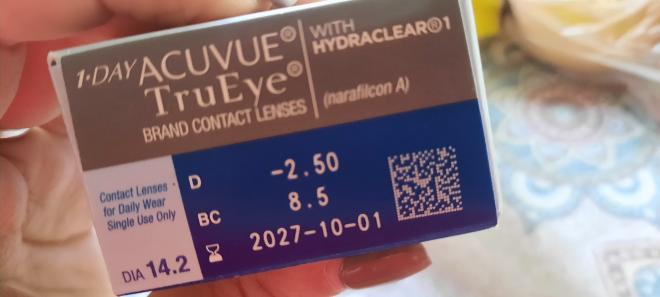 1·DAY ACUVUE®
TruEye®
BRAND CONTACT LENSES
WITH
HYDRACLEAR®1
(narafilcon A)
Contact Lenses
for Daily Wear
Single Use Only
DIA 14.2
D -2.50
BC 8.5
2027-10-01